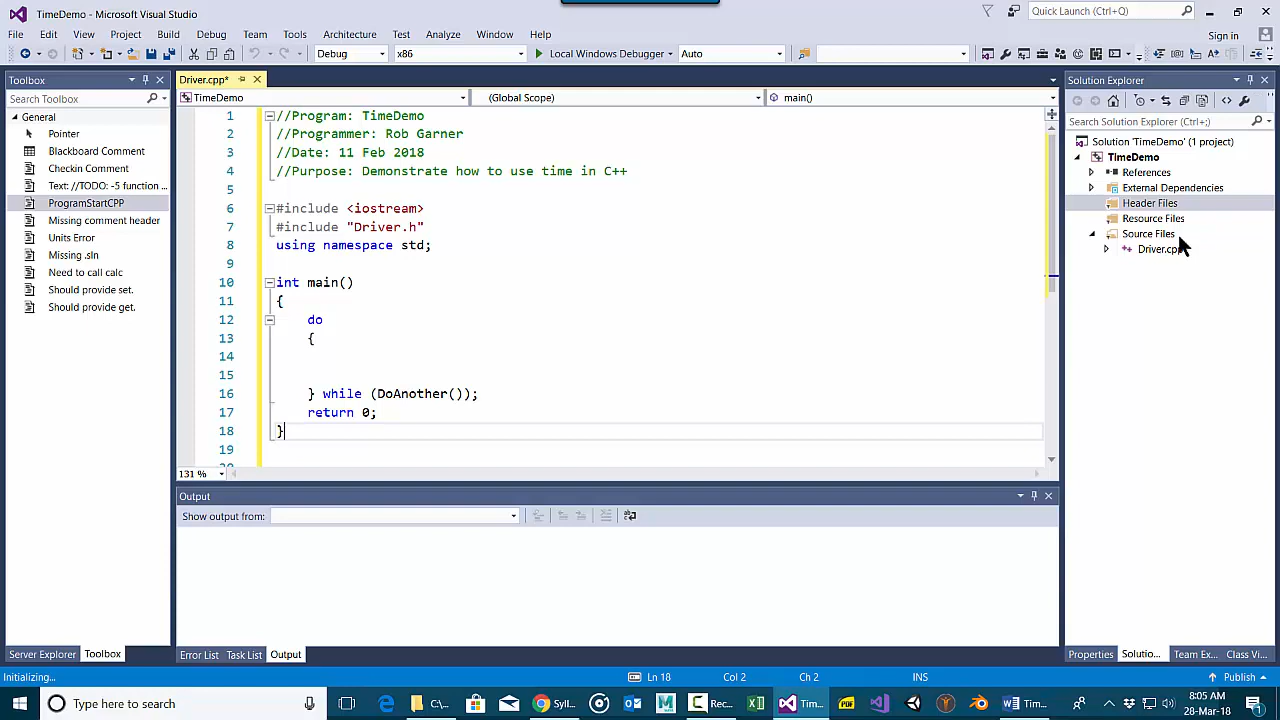 TimeDemo - Microsoft Visual Studio
Quick Launch (Ctrl+Q)
File Edit View Project Build Debug Team Tools Architecture Test Analyze Window Help
Sign in
Debug x86 Local Windows Debugger Auto
Toolbox
Search Toolbox
General
Pointer
Blackboard Comment
Checkin Comment
Text: //TODO: -5 function ...
ProgramStartCPP
Missing comment header
Units Error
Missing .sln
Need to call calc
Should provide set.
Should provide get.
Server Explorer Toolbox
Driver.cpp*
TimeDemo (Global Scope) main()
1 //Program: TimeDemo
2 //Programmer: Rob Garner
3 //Date: 11 Feb 2018
4 //Purpose: Demonstrate how to use time in C++
5
6 #include <iostream>
7 #include "Driver.h"
8 using namespace std;
9
10 int main()
11 {
12 do
13 {
14
15
16 } while (DoAnother());
17 return 0;
18 }
19
20
131 %
Output
Show output from:
Error List Task List Output
Solution Explorer
Search Solution Explorer (Ctrl+;)
Solution 'TimeDemo' (1 project)
TimeDemo
References
External Dependencies
Header Files
Resource Files
Source Files
Driver.cpp
Properties Solutio... Team Ex... Class Vi...
Initializing... Ln 18 Col 2 Ch 2 INS Publish
Type here to search
C:\... Syll... Rec... Tim... Tim...
8:05 AM
28-Mar-18